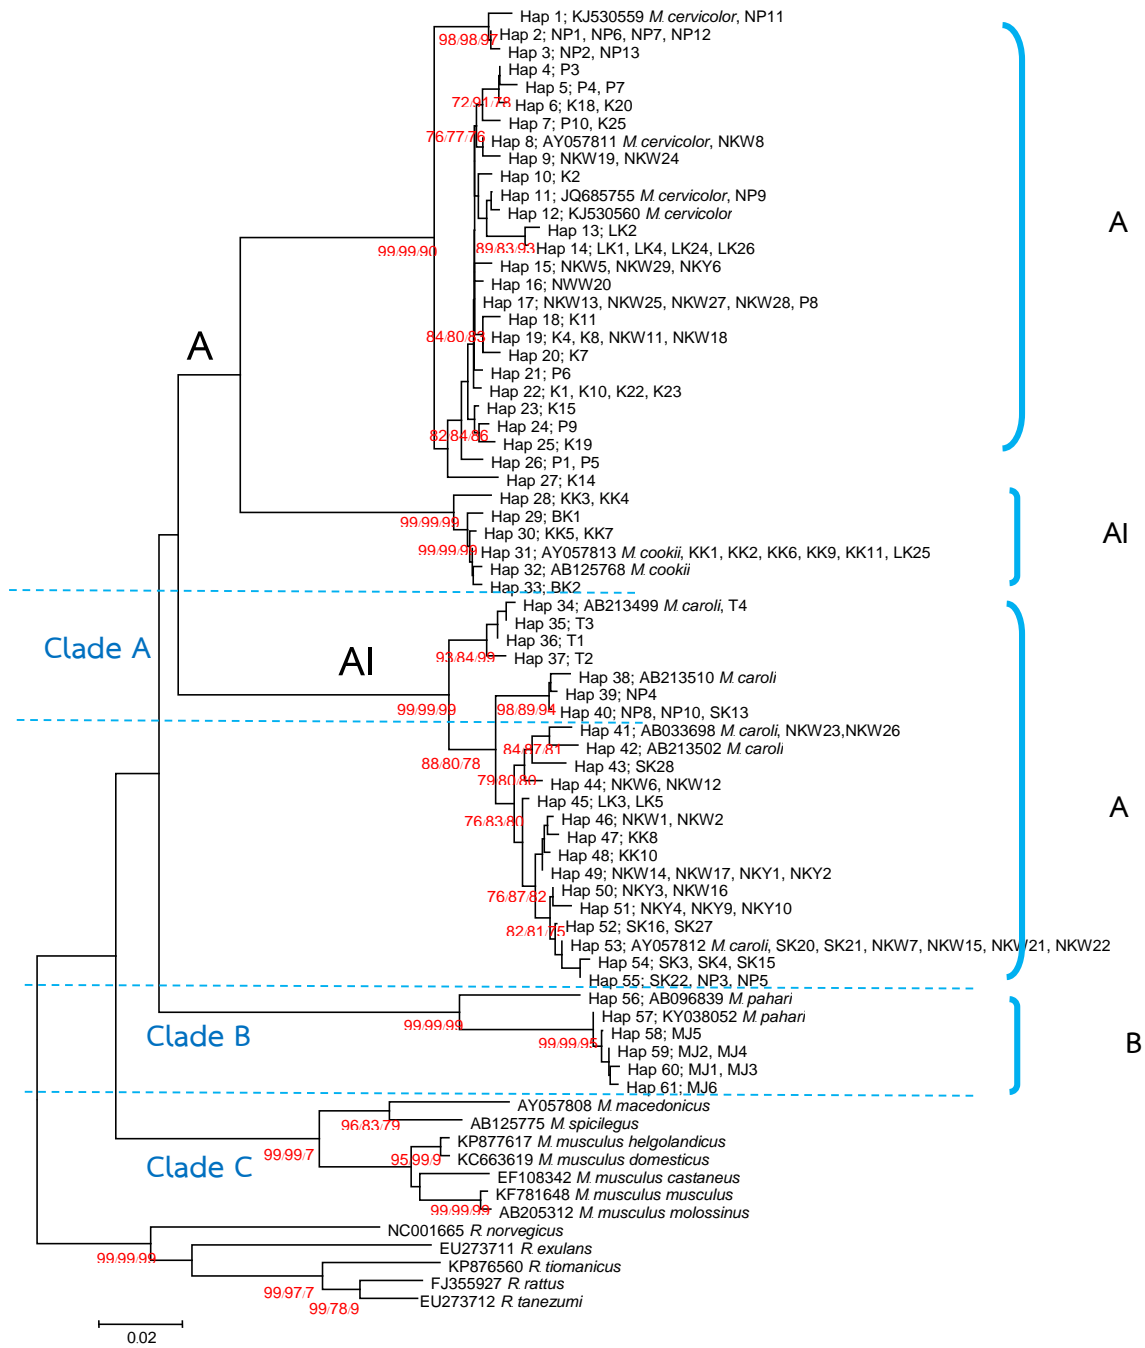 Hap 1; KJ530559 M. cervicolor, NP11
Hap 2; NP1, NP6, NP7, NP12
98/98/97
Hap 3; NP2, NP13
Hap 4; P3
Hap 5; P4, P7
72/91/78
Hap 6; K18, K20
Hap 7; P10, K25
76/77/76
Hap 8; AY057811 M. cervicolor, NKW8
Hap 9; NKW19, NKW24
Hap 10; K2
Hap 11; JQ685755 M. cervicolor, NP9
Hap 12; KJ530560 M. cervicolor
A
Hap 13; LK2
99/99/90
89/83/93
Hap 14; LK1, LK4, LK24, LK26
Hap 15; NKW5, NKW29, NKY6
Hap 16; NWW20
Hap 17; NKW13, NKW25, NKW27, NKW28, P8
Hap 18; K11
84/80/83
Hap 19; K4, K8, NKW11, NKW18
A
Hap 20; K7
Hap 21; P6
Hap 22; K1, K10, K22, K23
Hap 23; K15
Hap 24; P9
82/84/86
Hap 25; K19
Hap 26; P1, P5
Hap 27; K14
Hap 28; KK3, KK4
99/99/99
Hap 29; BK1
Hap 30; KK5, KK7
AI
99/99/99
Hap 31; AY057813 M. cookii, KK1, KK2, KK6, KK9, KK11, LK25
Hap 32; AB125768 M. cookii
Hap 33; BK2
Hap 34; AB213499 M. caroli, T4
Hap 35; T3
Hap 36; T1
Clade A
AI
93/84/99
Hap 37; T2
Hap 38; AB213510 M. caroli
Hap 39; NP4
99/99/99
98/89/94
Hap 40; NP8, NP10, SK13
Hap 41; AB033698 M. caroli, NKW23,NKW26
84/87/81
Hap 42; AB213502 M. caroli
88/80/78
Hap 43; SK28
79/80/80
Hap 44; NKW6, NKW12
Hap 45; LK3, LK5
A
76/83/80
Hap 46; NKW1, NKW2
Hap 47; KK8
Hap 48; KK10
Hap 49; NKW14, NKW17, NKY1, NKY2
76/87/82
Hap 50; NKY3, NKW16
Hap 51; NKY4, NKY9, NKY10
82/81/75
Hap 52; SK16, SK27
Hap 53; AY057812 M. caroli, SK20, SK21, NKW7, NKW15, NKW21, NKW22
Hap 54; SK3, SK4, SK15
Hap 55; SK22, NP3, NP5
Hap 56; AB096839 M. pahari
Hap 57; KY038052 M. pahari
99/99/99
Clade B
Hap 58; MJ5
99/99/95
B
Hap 59; MJ2, MJ4
Hap 60; MJ1, MJ3
Hap 61; MJ6
AY057808 M. macedonicus
96/83/79
AB125775 M. spicilegus
KP877617 M. musculus helgolandicus
99/99/7
95/99/9
KC663619 M. musculus domesticus
Clade C
EF108342 M. musculus castaneus
KF781648 M. musculus musculus
99/99/99
AB205312 M. musculus molossinus
NC001665 R. norvegicus
EU273711 R. exulans
99/99/99
KP876560 R. tiomanicus
FJ355927 R. rattus
99/97/7
EU273712 R. tanezumi
99/78/9
0.02